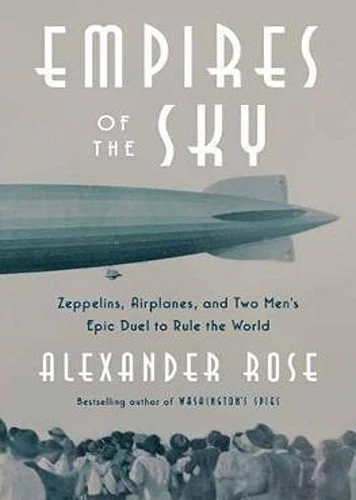 EMPIRES
OF
THE SKY
Zeppelins, Airplanes, and Two Men's
Epic Duel to Rule the World
ALEXANDER ROSE
Bestselling author of WASHINGTON'S SPIES